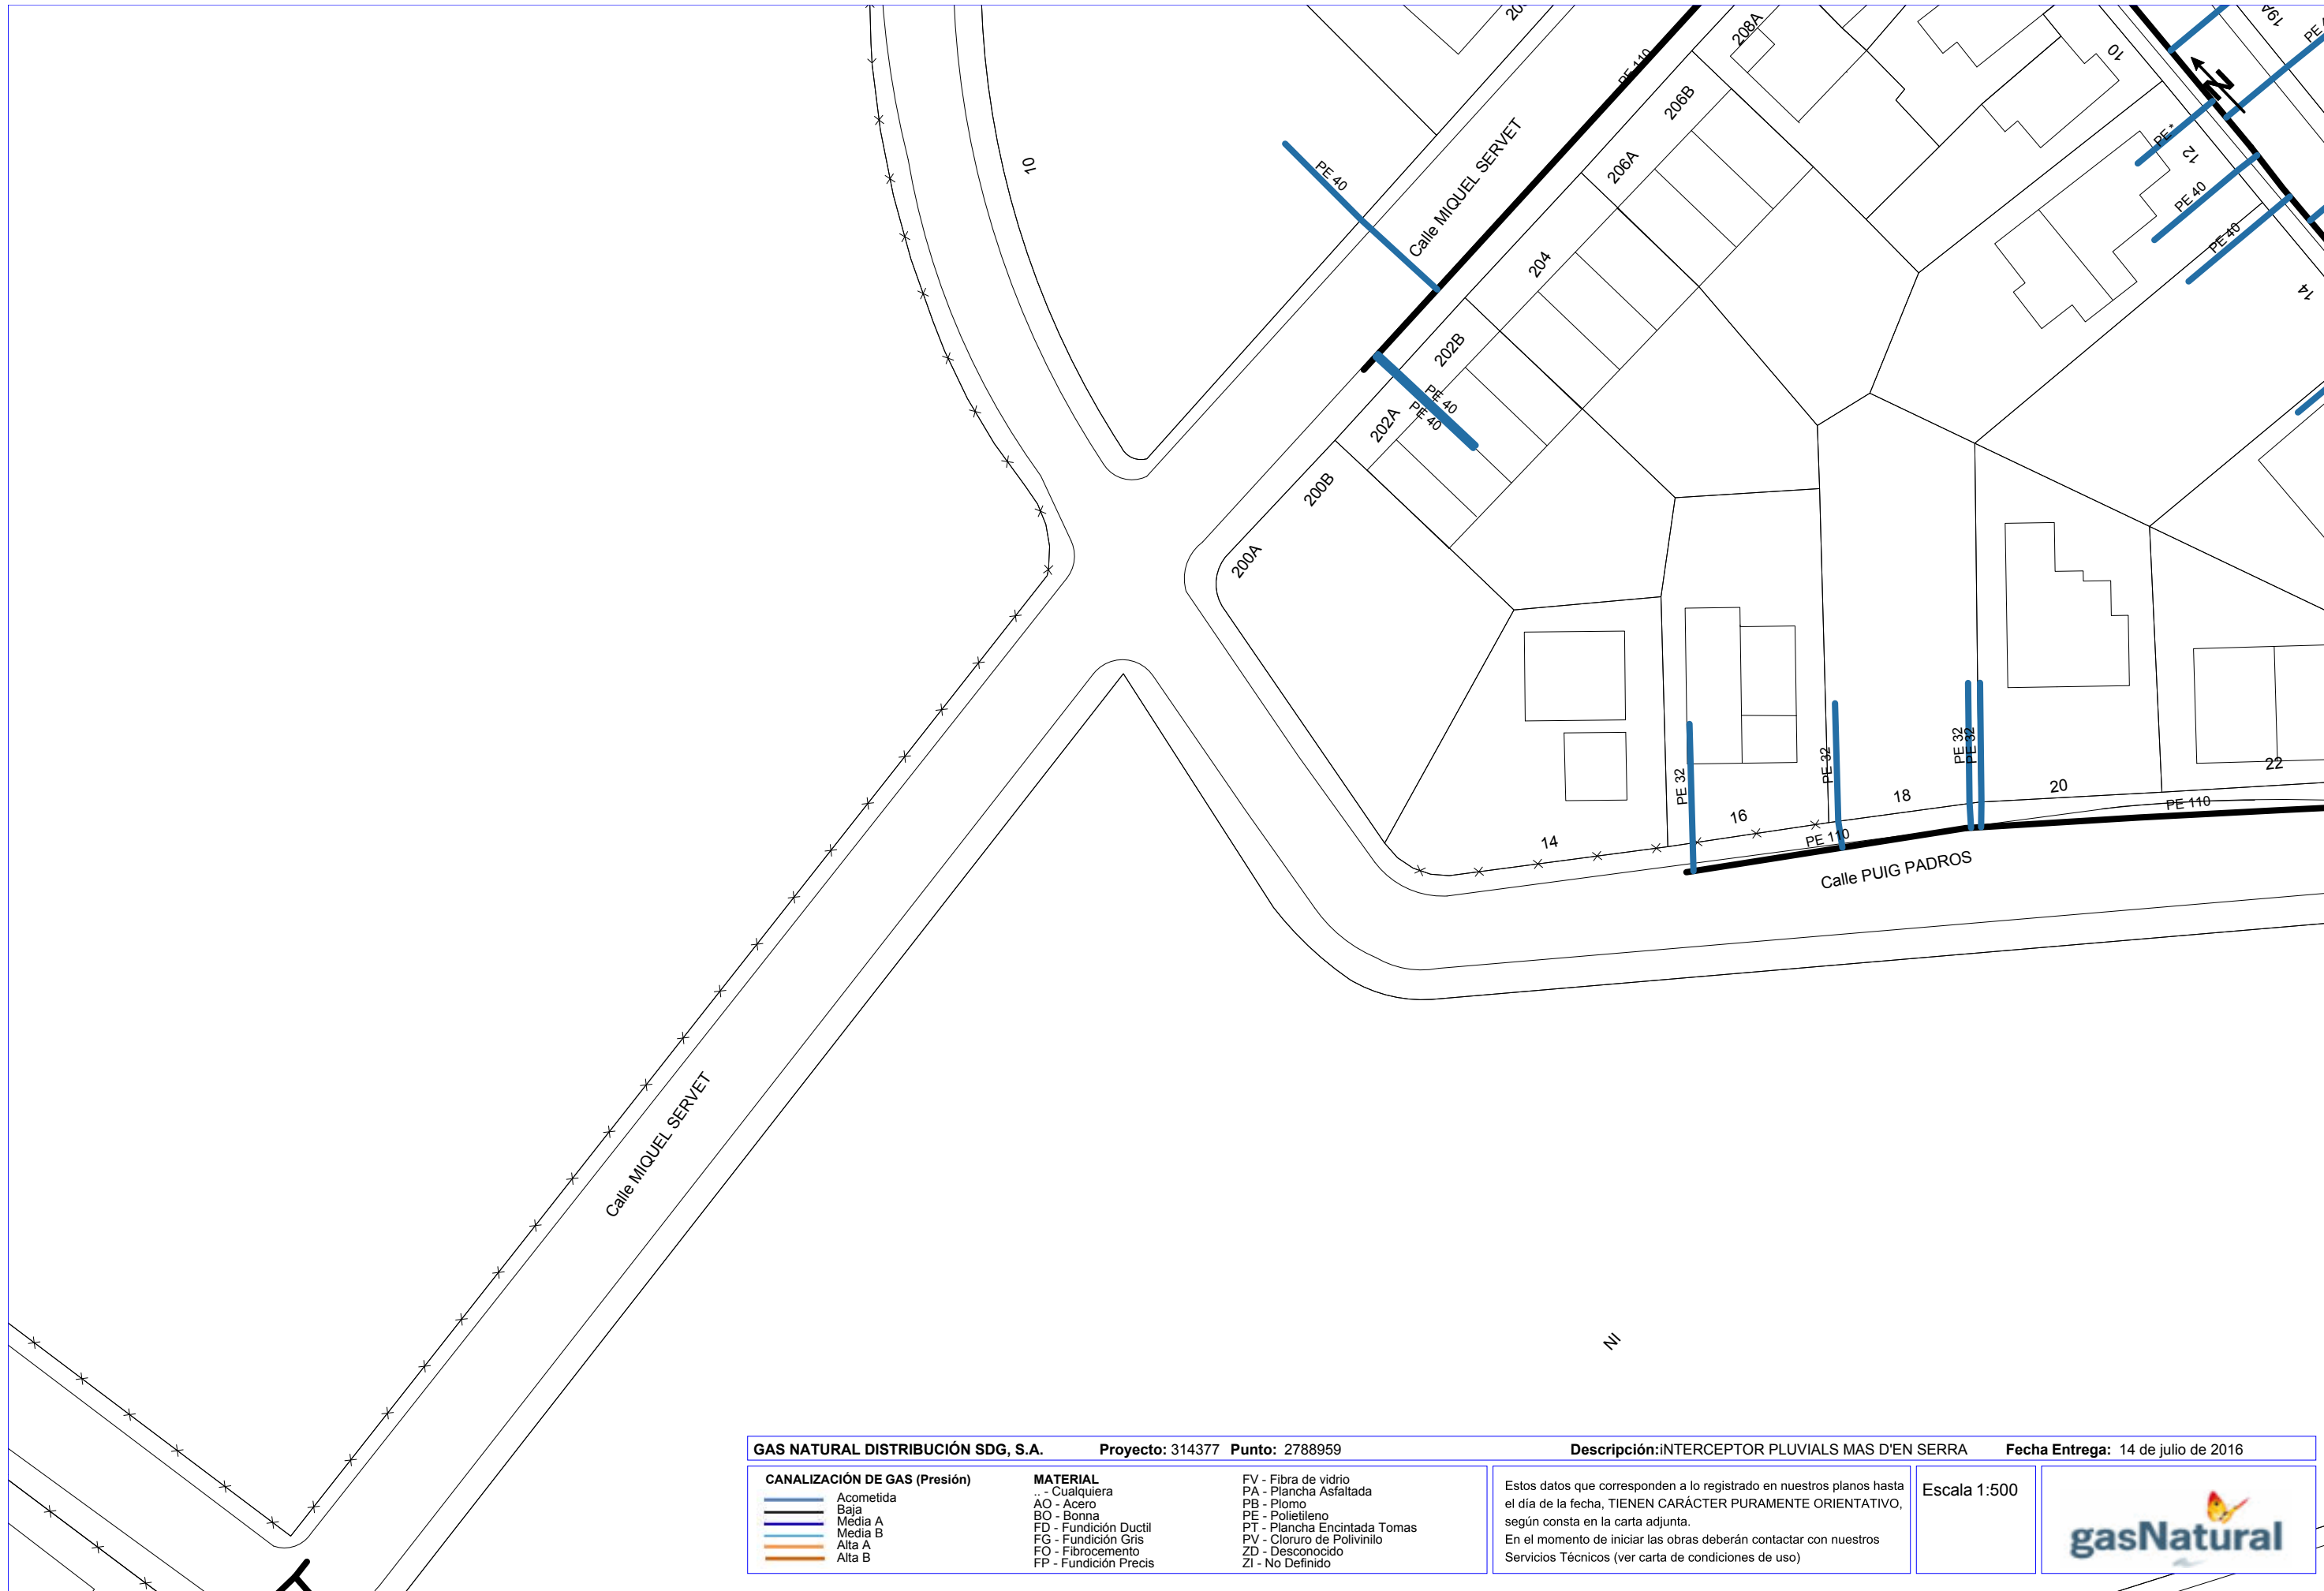 208A
10
19A
PE 110
206B
N
PE*
12
70
PE 40
Calle MIQUEL SERVET
206A
PE 40
204
PE 40
14
202B
PE 40
PE 40
202A
200B
200A
PE 32
PE 32
PE 32
PE 32
22
20
18
16
14
PE 110
PE 110
Calle PUIG PADROS
Calle MIQUEL SERVET
NI
GAS NATURAL DISTRIBUCIÓN SDG, S.A. Proyecto: 314377 Punto: 2788959 Descripción:iNTERCEPTOR PLUVIALS MAS D'EN SERRA Fecha Entrega: 14 de julio de 2016
CANALIZACIÓN DE GAS (Presión)
Acometida
Baja
Media A
Media B
Alta A
Alta B
MATERIAL
.. - Cualquiera
AO - Acero
BO - Bonna
FD - Fundición Ductil
FG - Fundición Gris
FO - Fibrocemento
FP - Fundición Precis
FV - Fibra de vidrio
PA - Plancha Asfaltada
PB - Plomo
PE - Polietileno
PT - Plancha Encintada Tomas
PV - Cloruro de Polivinilo
ZD - Desconocido
ZI - No Definido
Estos datos que corresponden a lo registrado en nuestros planos hasta
el día de la fecha, TIENEN CARÁCTER PURAMENTE ORIENTATIVO,
según consta en la carta adjunta.
En el momento de iniciar las obras deberán contactar con nuestros
Servicios Técnicos (ver carta de condiciones de uso)
Escala 1:500
gasNatural